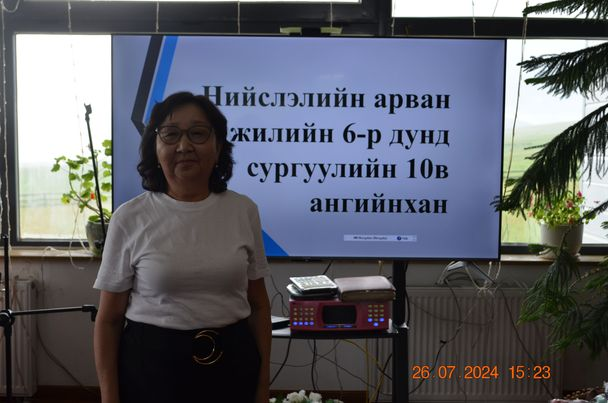 Нийслэлийн арван
жилийн 6-р дунд
сургуулийн 10в
ангийнхан
26.07.2024 15:23